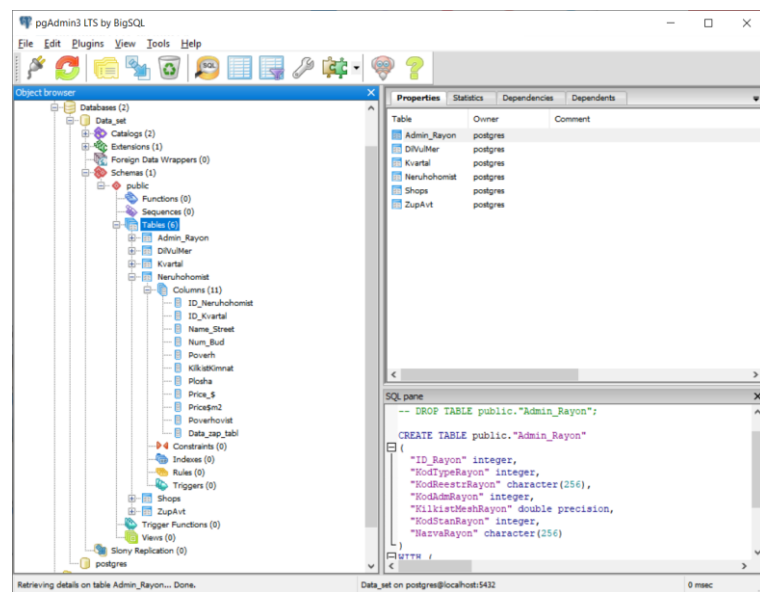 pgAdmin3 LTS by BigSQL
File Edit Plugins View Tools Help
Object browser
Databases (2)
Data_set
Catalogs (2)
Extensions (1)
Foreign Data Wrappers (0)
Schemas (1)
public
Functions (0)
Sequences (0)
Tables (6)
Admin_Rayon
DilVulMer
Kvartal
Neruhohomist
Columns (11)
ID_Neruhohomist
ID_Kvartal
Name_Street
Num_Bud
Poverh
KilkistKimnat
Plosha
Price_$
Price$m2
Poverhovist
Data_zap_tabl
Constraints (0)
Indexes (0)
Rules (0)
Triggers (0)
Shops
ZupAvt
Trigger Functions (0)
Views (0)
Slony Replication (0)
postgres
Properties Statistics Dependencies Dependents
Table Owner Comment
Admin_Rayon postgres
DilVulMer postgres
Kvartal postgres
Neruhohomist postgres
Shops postgres
ZupAvt postgres
SQL pane
-- DROP TABLE public."Admin_Rayon";
CREATE TABLE public."Admin_Rayon"
(
"ID_Rayon" integer,
"KodTypeRayon" integer,
"KodReestrRayon" character(256),
"KodAdmRayon" integer,
"KilkistMeshRayon" double precision,
"KodStanRayon" integer,
"NazvaRayon" character(256)
)
WITH (
Retrieving details on table Admin_Rayon... Done. Data_set on postgres@localhost:5432 0 msec